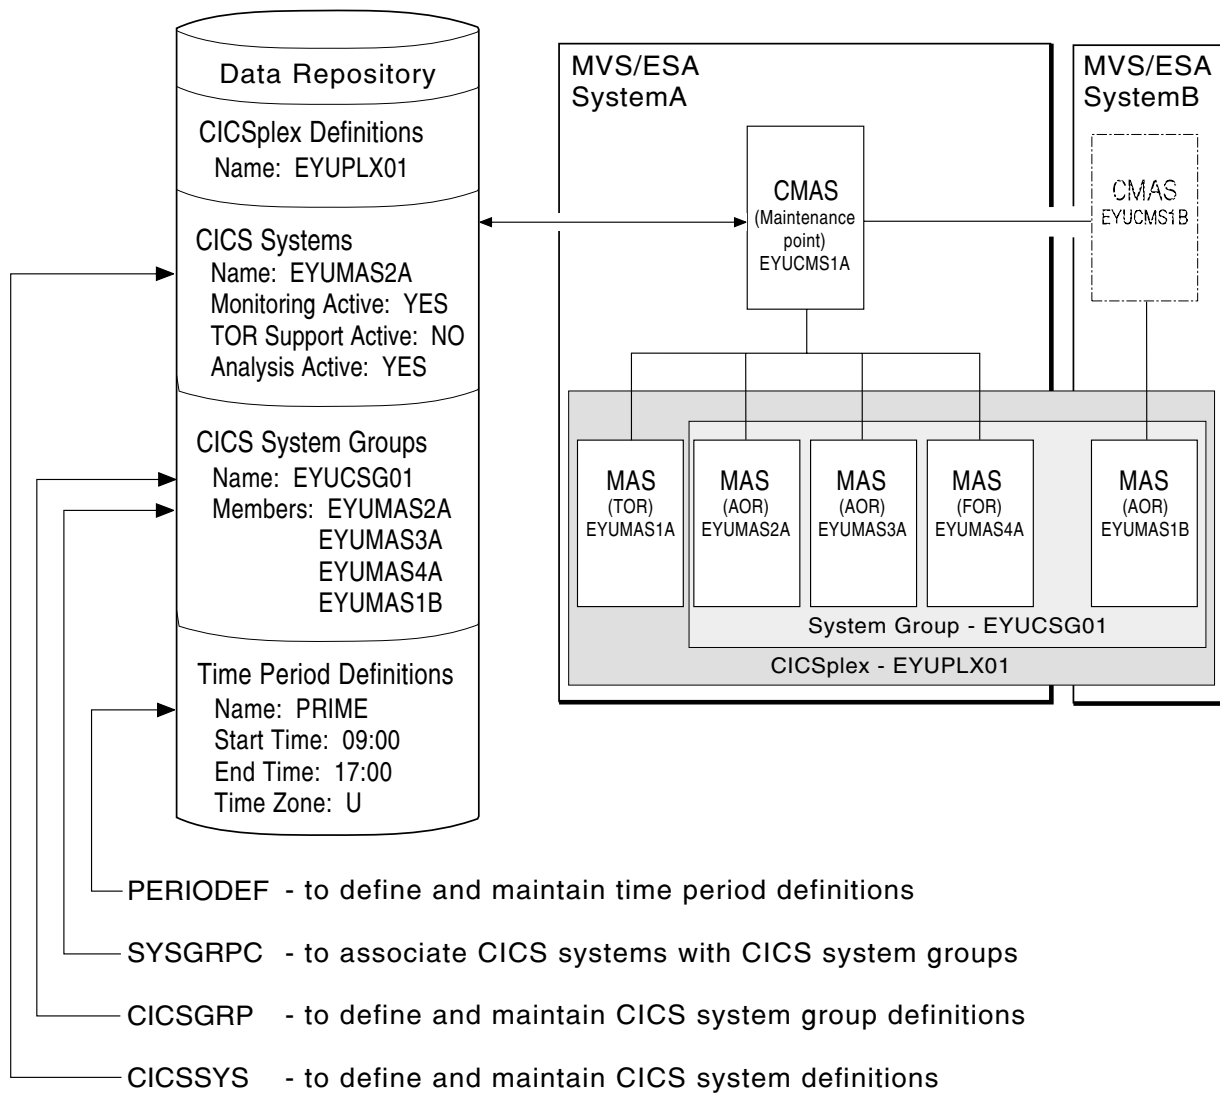 Data Repository
CICSplex Definitions
Name: EYUPLX01
CICS Systems
Name: EYUMAS2A
Monitoring Active: YES
TOR Support Active: NO
Analysis Active: YES
CICS System Groups
Name: EYUCSG01
Members: EYUMAS2A
EYUMAS3A
EYUMAS4A
EYUMAS1B
Time Period Definitions
Name: PRIME
Start Time: 09:00
End Time: 17:00
Time Zone: U
MVS/ESA
SystemA
CMAS
(Maintenance
point)
EYUCMS1A
MVS/ESA
SystemB
CMAS
EYUCMS1B
MAS
(TOR)
EYUMAS1A
MAS
(AOR)
EYUMAS2A
MAS
(AOR)
EYUMAS3A
MAS
(FOR)
EYUMAS4A
MAS
(AOR)
EYUMAS1B
System Group - EYUCSG01
CICSplex - EYUPLX01
PERIODEF - to define and maintain time period definitions
SYSGRPC - to associate CICS systems with CICS system groups
CICSGRP - to define and maintain CICS system group definitions
CICSSYS - to define and maintain CICS system definitions